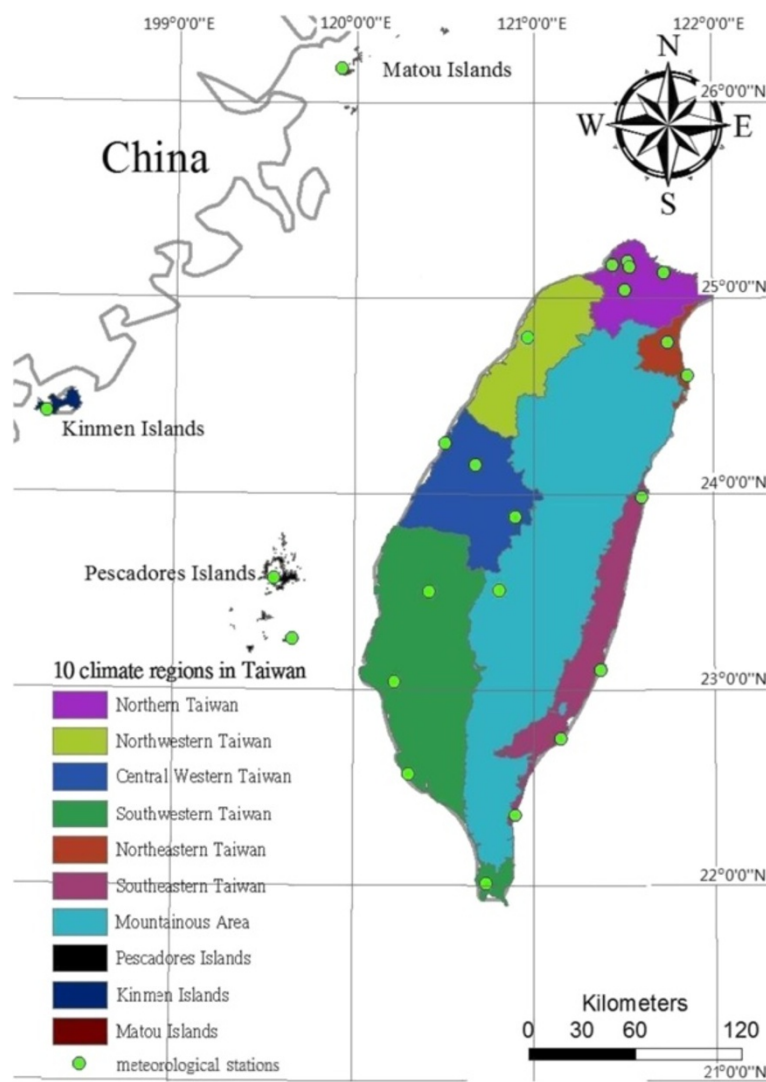 199°0'0"E 120°0'0"E 121°0'0"E 122°0'0"E
Matou Islands
N
26°0'0"N
W E
China
S
25°0'0"N
Kinmen Islands
24°0'0"N
Pescadores Islands
10 climate regions in Taiwan
23°0'0"N
Northern Taiwan
Northwestern Taiwan
Central Western Taiwan
Southwestern Taiwan
Northeastern Taiwan
Southeastern Taiwan
22°0'0"N
Mountainous Area
Pescadores Islands
Kinmen Islands
Matou Islands
meteorological stations
Kilometers
0 30 60 120
21°0'0"N